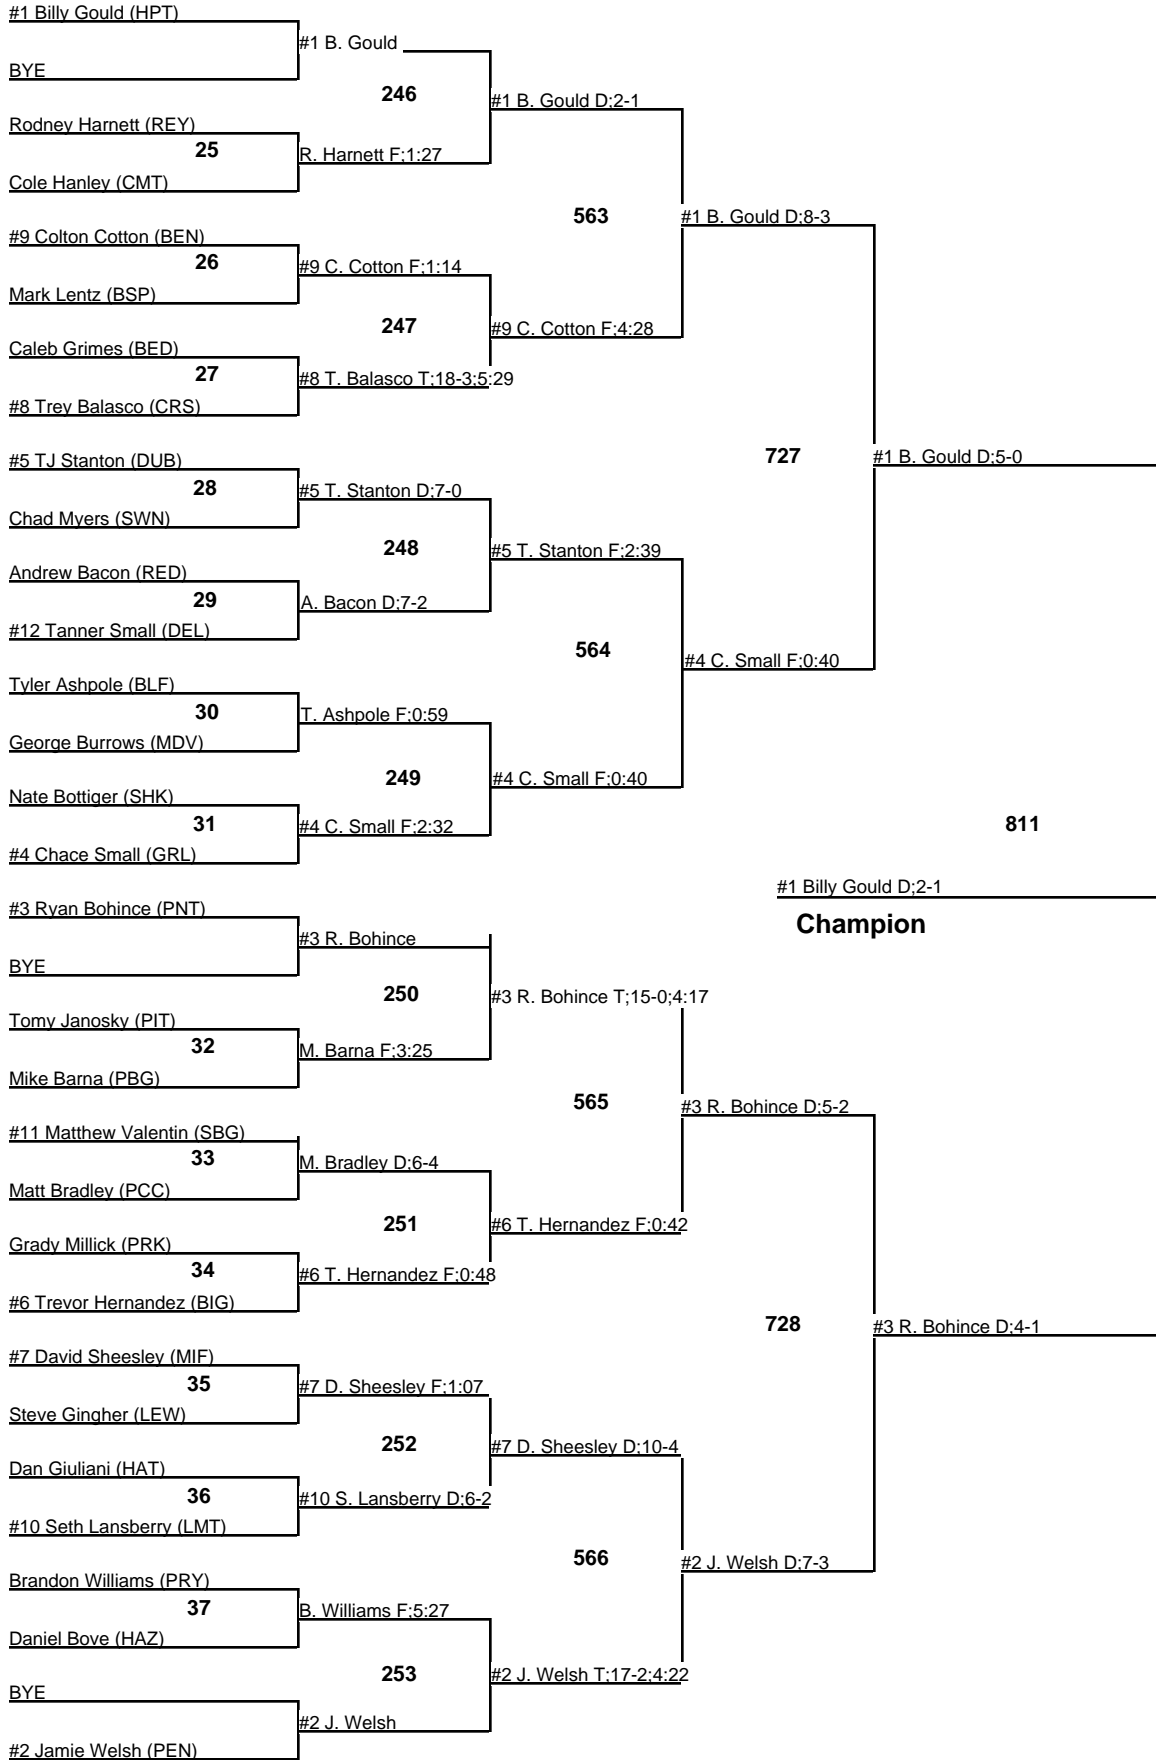 #1 Billy Gould (HPT)
#1 B. Gould
BYE
246
#1 B. Gould D;2-1
Rodney Harnett (REY)
25
R. Harnett F;1:27
Cole Hanley (CMT)
563
#1 B. Gould D;8-3
#9 Colton Cotton (BEN)
26
#9 C. Cotton F;1:14
Mark Lentz (BSP)
247
#9 C. Cotton F;4:28
Caleb Grimes (BED)
27
#8 T. Balasco T;18-3;5:29
#8 Trey Balasco (CRS)
727
#1 B. Gould D;5-0
#5 TJ Stanton (DUB)
28
#5 T. Stanton D;7-0
Chad Myers (SWN)
248
#5 T. Stanton F;2:39
Andrew Bacon (RED)
29
A. Bacon D;7-2
#12 Tanner Small (DEL)
564
#4 C. Small F;0:40
Tyler Ashpole (BLF)
30
T. Ashpole F;0:59
George Burrows (MDV)
249
#4 C. Small F;0:40
Nate Bottiger (SHK)
31
#4 C. Small F;2:32
811
#4 Chace Small (GRL)
#1 Billy Gould D;2-1
Champion
#3 Ryan Bohince (PNT)
#3 R. Bohince
BYE
250
#3 R. Bohince T;15-0;4:17
Tomy Janosky (PIT)
32
M. Barna F;3:25
Mike Barna (PBG)
565
#3 R. Bohince D;5-2
#11 Matthew Valentin (SBG)
33
M. Bradley D;6-4
Matt Bradley (PCC)
251
#6 T. Hernandez F;0:42
Grady Millick (PRK)
34
#6 T. Hernandez F;0:48
#6 Trevor Hernandez (BIG)
728
#3 R. Bohince D;4-1
#7 David Sheesley (MIF)
35
#7 D. Sheesley F;1:07
Steve Gingher (LEW)
252
#7 D. Sheesley D;10-4
Dan Giuliani (HAT)
36
#10 S. Lansberry D;6-2
#10 Seth Lansberry (LMT)
566
#2 J. Welsh D;7-3
Brandon Williams (PRY)
37
B. Williams F;5:27
Daniel Bove (HAZ)
253
#2 J. Welsh T;17-2;4:22
BYE
#2 J. Welsh
#2 Jamie Welsh (PEN)